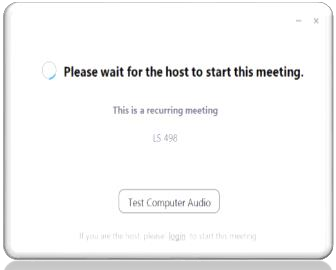 Please wait for the host to start this meeting.
This is a recurring meeting
LS 498
Test Computer Audio
If you are the host, please login to start this meeting